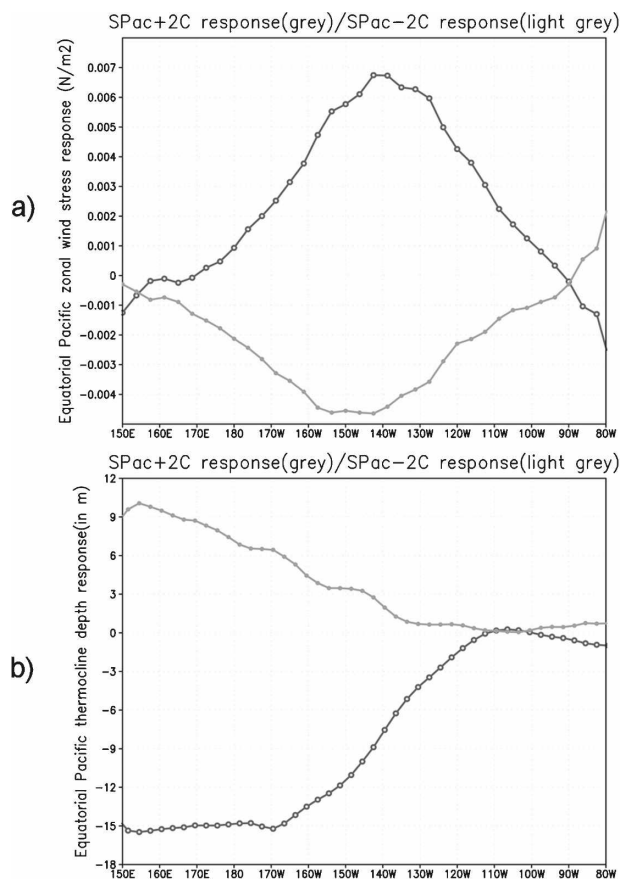 SPac+2C response(grey)/SPac-2C response(light grey)
a)
Equatorial Pacific zonal wind stress response (N/m2)
0.007
0.006
0.005
0.004
0.003
0.002
0.001
0
-0.001
-0.002
-0.003
-0.004
150E 160E 170E 180 170W 160W 150W 140W 130W 120W 110W 100W 90W 80W
SPac+2C response(grey)/SPac-2C response(light grey)
b)
Equatorial Pacific thermocline depth response(in m)
12
9
6
3
0
-3
-6
-9
-12
-15
-18
150E 160E 170E 180 170W 160W 150W 140W 130W 120W 110W 100W 90W 80W